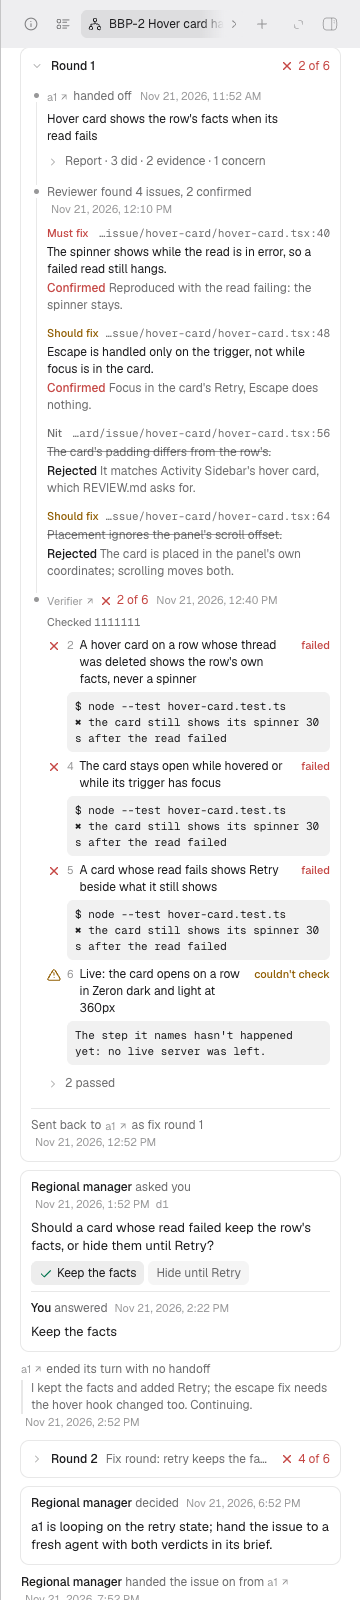 BBP-2 Hover card ha
Round 1 2 of 6
a1 ↗ handed off Nov 21, 2026, 11:52 AM
Hover card shows the row's facts when its
read fails
Report · 3 did · 2 evidence · 1 concern
Reviewer found 4 issues, 2 confirmed
Nov 21, 2026, 12:10 PM
Must fix …issue/hover-card/hover-card.tsx:40
The spinner shows while the read is in error, so a
failed read still hangs.
Confirmed Reproduced with the read failing: the
spinner stays.
Should fix …ssue/hover-card/hover-card.tsx:48
Escape is handled only on the trigger, not while
focus is in the card.
Confirmed Focus in the card's Retry, Escape does
nothing.
Nit …ard/issue/hover-card/hover-card.tsx:56
The card's padding differs from the row's.
Rejected It matches Activity Sidebar's hover card,
which REVIEW.md asks for.
Should fix …ssue/hover-card/hover-card.tsx:64
Placement ignores the panel's scroll offset.
Rejected The card is placed in the panel's own
coordinates; scrolling moves both.
Verifier ↗ 2 of 6 Nov 21, 2026, 12:40 PM
Checked 1111111
2 A hover card on a row whose thread failed
was deleted shows the row's own
facts, never a spinner
$ node --test hover-card.test.ts
✖ the card still shows its spinner 30
s after the read failed
4 The card stays open while hovered or failed
while its trigger has focus
$ node --test hover-card.test.ts
✖ the card still shows its spinner 30
s after the read failed
5 A card whose read fails shows Retry failed
beside what it still shows
$ node --test hover-card.test.ts
✖ the card still shows its spinner 30
s after the read failed
6 Live: the card opens on a row couldn't check
in Zeron dark and light at
360px
The step it names hasn't happened
yet: no live server was left.
2 passed
Sent back to a1 ↗ as fix round 1
Nov 21, 2026, 12:52 PM
Regional manager asked you
Nov 21, 2026, 1:52 PM d1
Should a card whose read failed keep the row's
facts, or hide them until Retry?
Keep the facts Hide until Retry
You answered Nov 21, 2026, 2:22 PM
Keep the facts
a1 ↗ ended its turn with no handoff
I kept the facts and added Retry; the escape fix needs
the hover hook changed too. Continuing.
Nov 21, 2026, 2:52 PM
Round 2 Fix round: retry keeps the fa… 4 of 6
Regional manager decided Nov 21, 2026, 6:52 PM
a1 is looping on the retry state; hand the issue to a
fresh agent with both verdicts in its brief.
Regional manager handed the issue on from a1 ↗
Nov 21, 2026, 7:52 PM